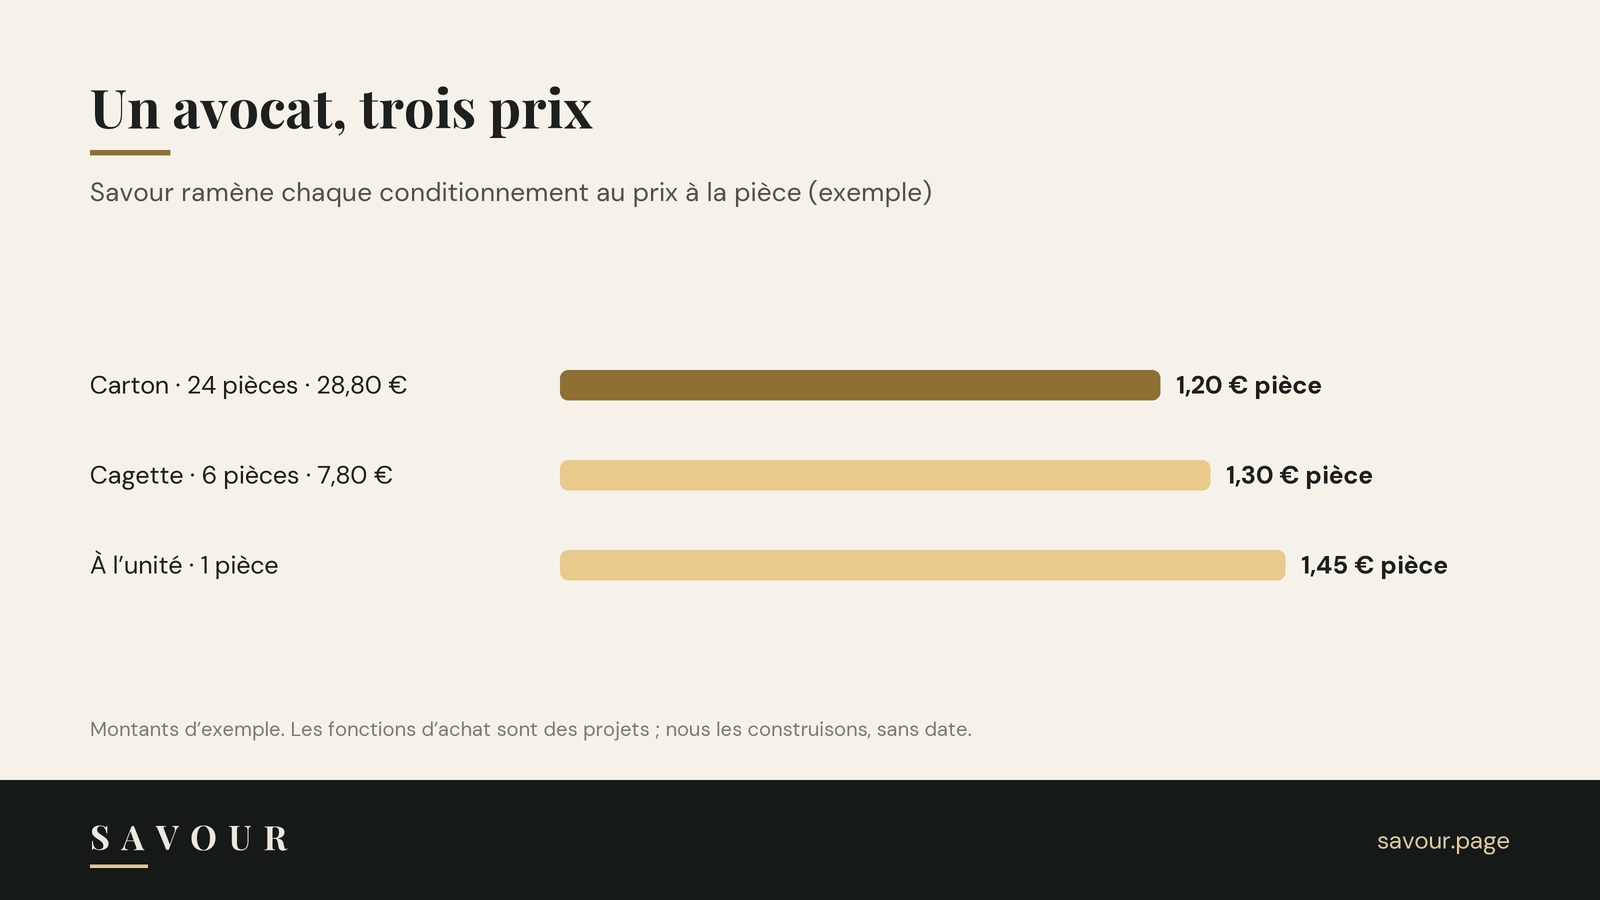 Un avocat, trois prix
Savour ramène chaque conditionnement au prix à la pièce (exemple)
Carton · 24 pièces · 28,80 € 1,20 € pièce
Cagette · 6 pièces · 7,80 € 1,30 € pièce
À l’unité · 1 pièce 1,45 € pièce
Montants d’exemple. Les fonctions d’achat sont des projets ; nous les construisons, sans date.
SAVOUR savour.page